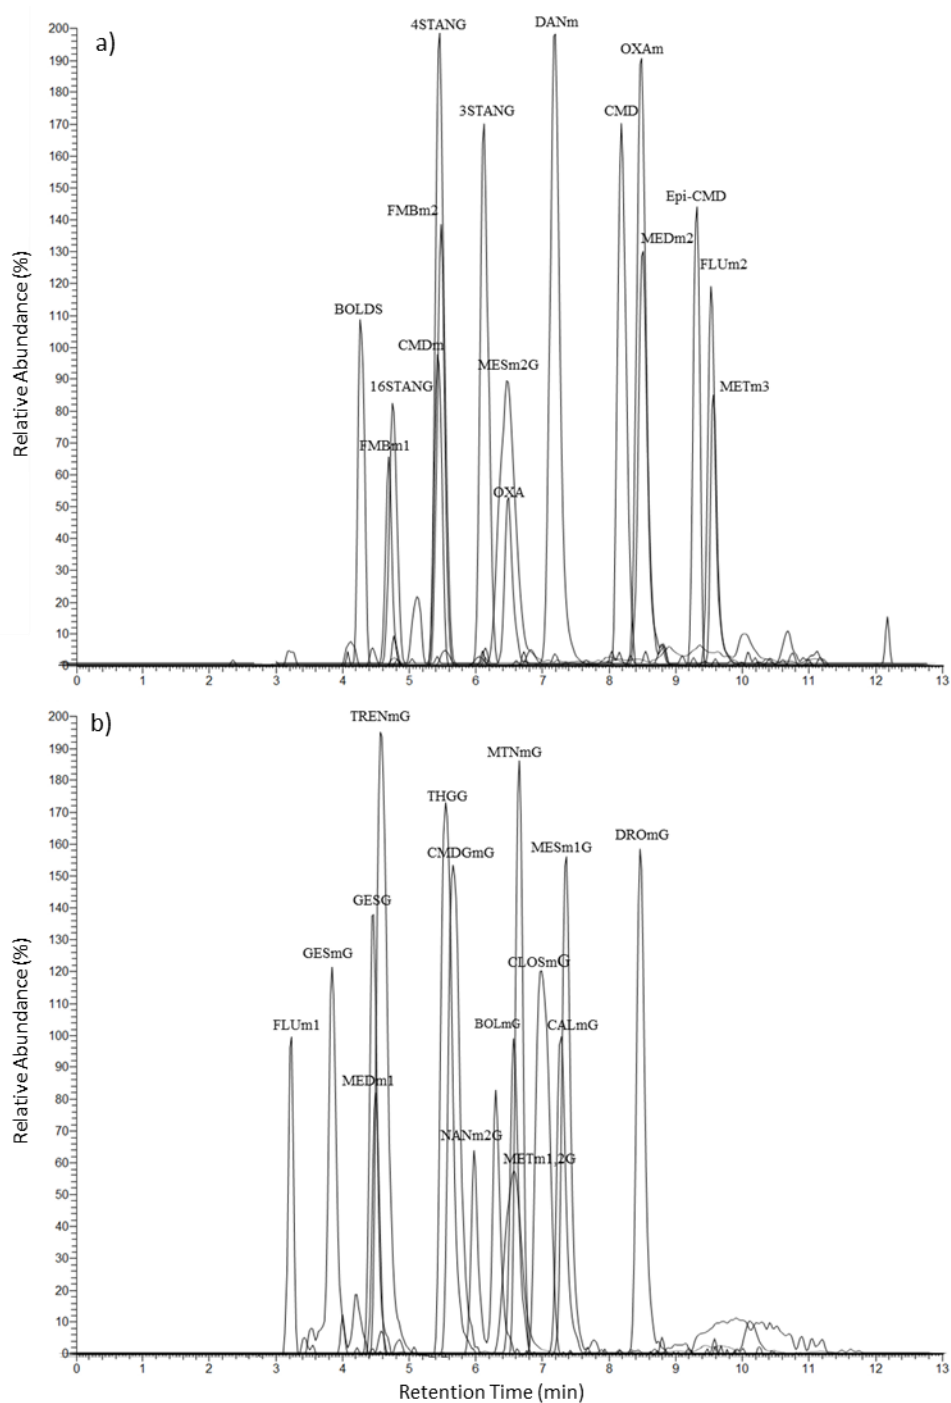 a)
4STANG
DANm
OXAm
3STANG
CMD
Epi-CMD
FMBm2
MEDm2
FLUm2
BOLDS
CMDm
MESm2G
16STANG
METm3
FMBm1
OXA
Relative Abundance (%)
200
190
180
170
160
150
140
130
120
110
100
90
80
70
60
50
40
30
20
10
0
0 1 2 3 4 5 6 7 8 9 10 11 12 13
b)
TRENmG
MTNmG
THGG
DROmG
CMDGmG
MESm1G
GESG
GESmG
CLOSmG
FLUm1
BOLmG
CALmG
MEDm1
NANm2G
METm1,2G
Relative Abundance (%)
200
190
180
170
160
150
140
130
120
110
100
90
80
70
60
50
40
30
20
10
0
0 1 2 3 4 5 6 7 8 9 10 11 12 13
Retention Time (min)